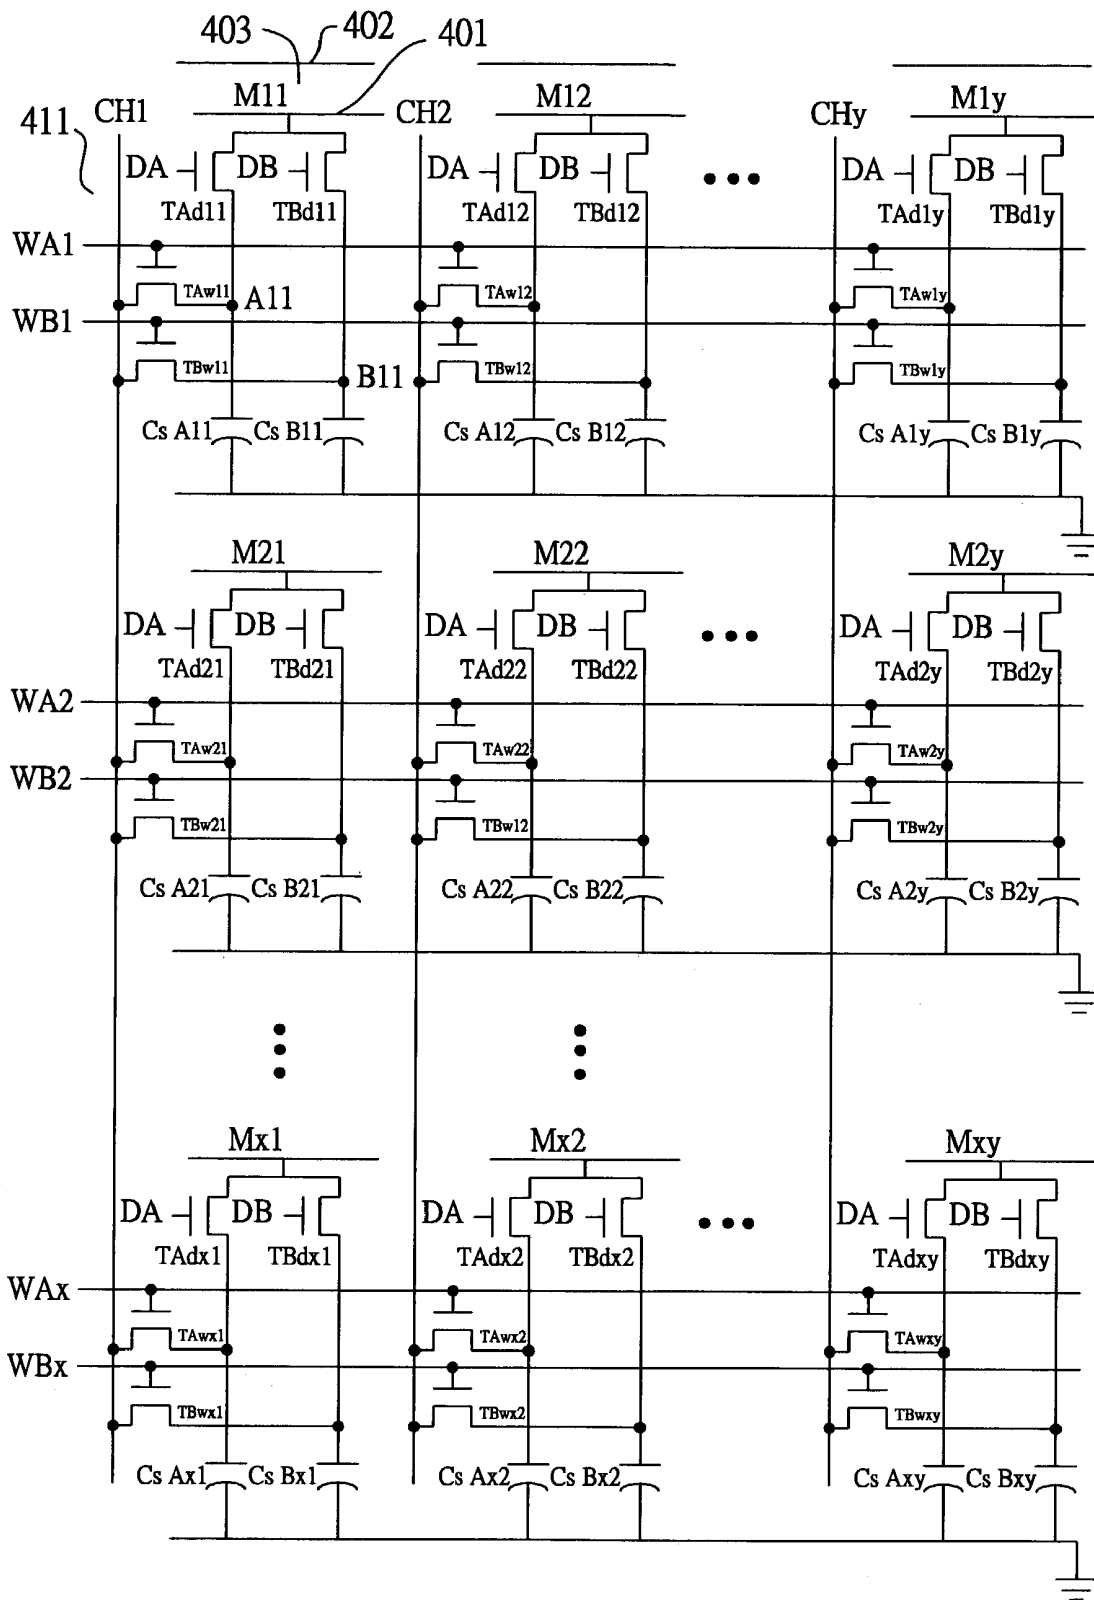 403 402 401
CH1 M11 CH2 M12 CHy M1y
411
DA DB DA DB DA DB
TAd11 TBd11 TAd12 TBd12 TAd1y TBd1y
WA1
TAw11 A11 TAw12 TAw1y
WB1
TBw11 B11 TBw12 TBw1y
Cs A11 Cs B11 Cs A12 Cs B12 Cs A1y Cs B1y
M21 M22 M2y
DA DB DA DB DA DB
TAd21 TBd21 TAd22 TBd22 TAd2y TBd2y
WA2
TAw21 TAw22 TAw2y
WB2
TBw21 TBw12 TBw2y
Cs A21 Cs B21 Cs A22 Cs B22 Cs A2y Cs B2y
Mx1 Mx2 Mxy
DA DB DA DB DA DB
TAdx1 TBdx1 TAdx2 TBdx2 TAdxy TBdxy
WAx
TAwx1 TAwx2 TAwxy
WBx
TBwx1 TBwx2 TBwxy
Cs Ax1 Cs Bx1 Cs Ax2 Cs Bx2 Cs Axy Cs Bxy